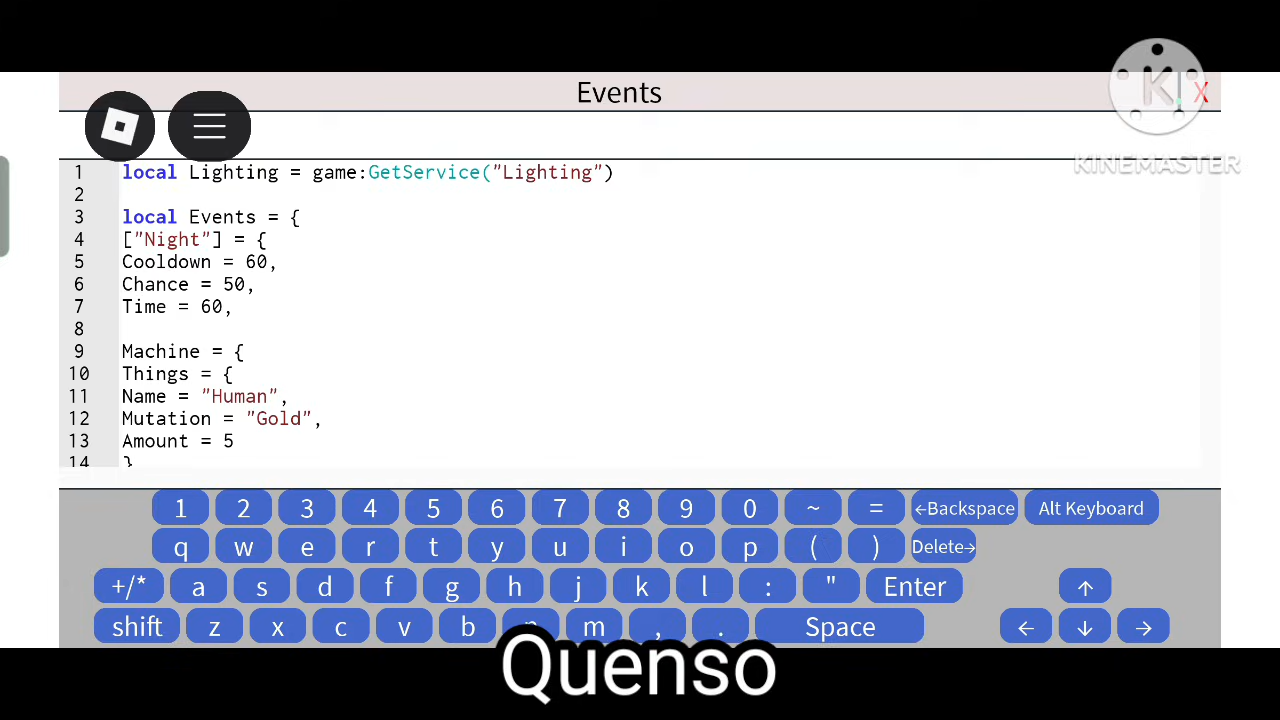 Events
X
KINEMASTER
1 local Lighting = game:GetService("Lighting")
2
3 local Events = {
4 ["Night"] = {
5 Cooldown = 60,
6 Chance = 50,
7 Time = 60,
8
9 Machine = {
10 Things = {
11 Name = "Human",
12 Mutation = "Gold",
13 Amount = 5
14 }
1 2 3 4 5 6 7 8 9 0 ~ = ←Backspace Alt Keyboard
q w e r t y u i o p ( ) Delete→
+/* a s d f g h j k l : " Enter ↑
shift z x c v b n m , . Space ← ↓ →
Quenso